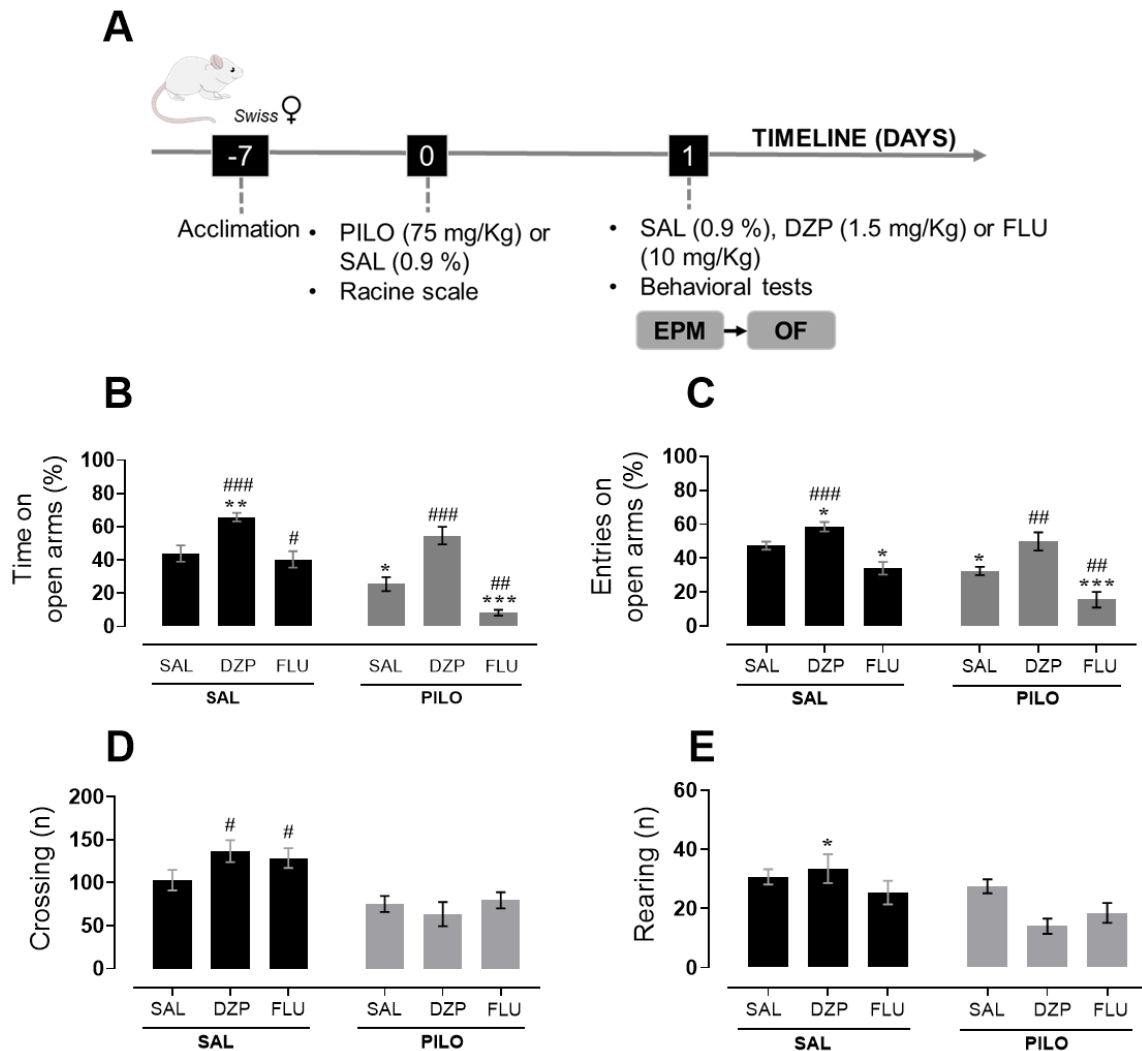 A
Swiss ♀
-7
0
1
TIMELINE (DAYS)
Acclimation
• PILO (75 mg/Kg) or
SAL (0.9 %)
• Racine scale
• SAL (0.9 %), DZP (1.5 mg/Kg) or FLU
(10 mg/Kg)
• Behavioral tests
EPM
OF
B
Time on
open arms (%)
100
80
60
40
20
0
###
**
#
*
###
##
***
SAL DZP FLU SAL DZP FLU
SAL PILO
C
Entries on
open arms (%)
100
80
60
40
20
0
###
*
*
*
##
##
***
SAL DZP FLU SAL DZP FLU
SAL PILO
D
Crossing (n)
200
150
100
50
0
# #
SAL DZP FLU SAL DZP FLU
SAL PILO
E
Rearing (n)
60
40
20
0
*
SAL DZP FLU SAL DZP FLU
SAL PILO